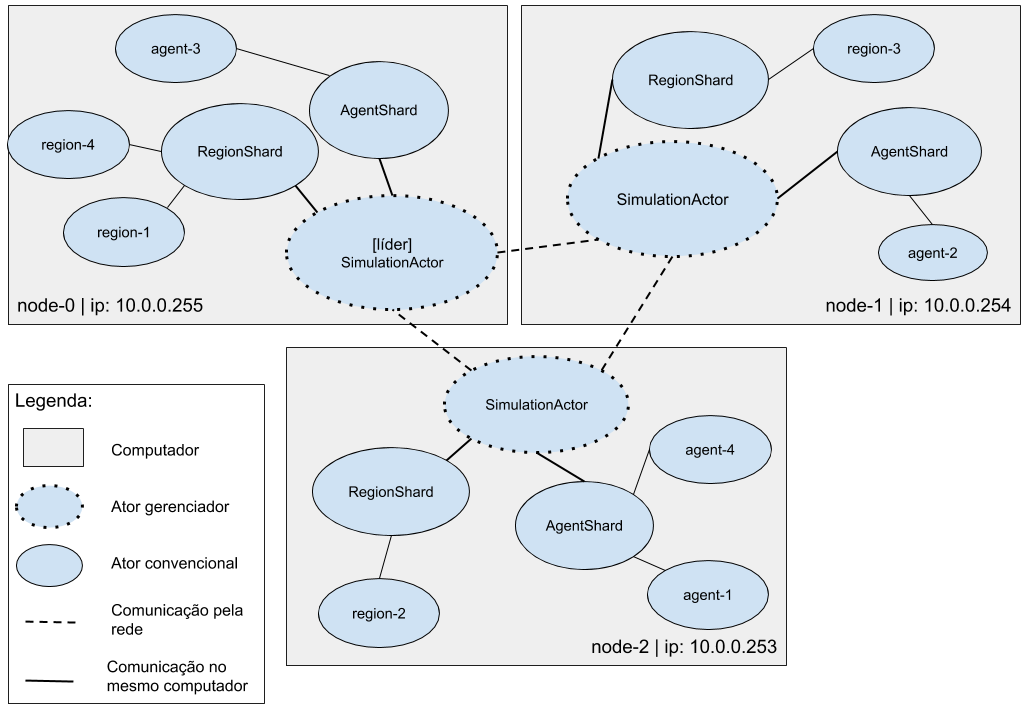 agent-3
AgentShard
region-4
RegionShard
region-1
[líder]
SimulationActor
node-0 | ip: 10.0.0.255
RegionShard
region-3
AgentShard
SimulationActor
agent-2
node-1 | ip: 10.0.0.254
SimulationActor
RegionShard
agent-4
AgentShard
agent-1
region-2
node-2 | ip: 10.0.0.253
Legenda:
Computador
Ator gerenciador
Ator convencional
Comunicação pela
rede
Comunicação no
mesmo computador